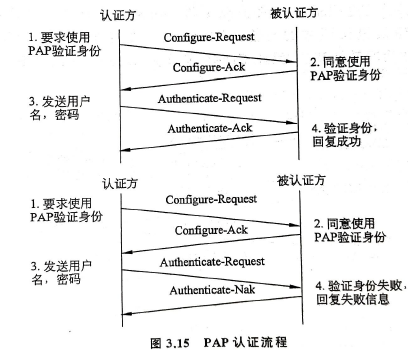 认证方 被认证方
1. 要求使用 Configure-Request
PAP验证身份
Configure-Ack 2. 同意使用
PAP验证身份
3. 发送用户 Authenticate-Request
名，密码
Authenticate-Ack 4. 验证身份，
回复成功
认证方 被认证方
1. 要求使用 Configure-Request
PAP验证身份
Configure-Ack 2. 同意使用
PAP验证身份
3. 发送用户 Authenticate-Request
名，密码
Authenticate-Nak 4. 验证身份失败，
回复失败信息
图 3.15 PAP 认证流程